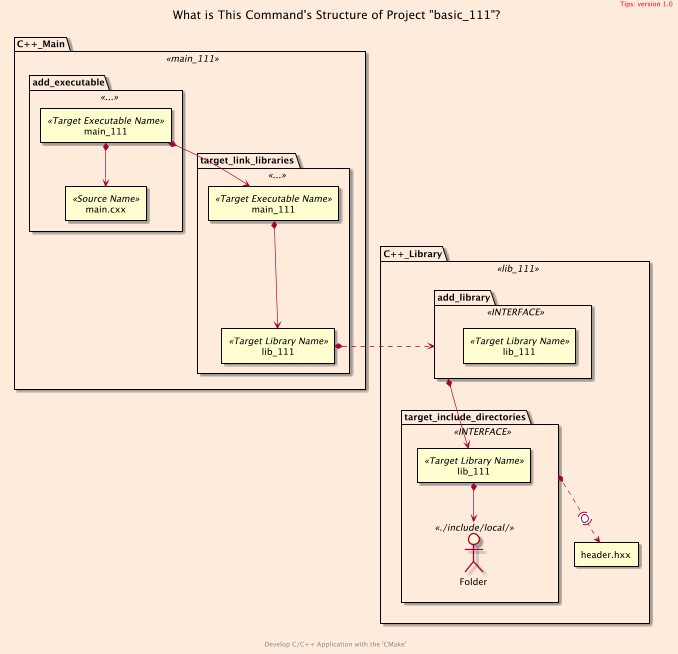 Tips: version 1.0
What is This Command's Structure of Project "basic_111"?
C++_Main
«main_111»
add_executable
«...»
«Target Executable Name»
main_111
«Source Name»
main.cxx
target_link_libraries
«...»
«Target Executable Name»
main_111
«Target Library Name»
lib_111
C++_Library
«lib_111»
add_library
«INTERFACE»
«Target Library Name»
lib_111
target_include_directories
«INTERFACE»
«Target Library Name»
lib_111
«./include/local/»
Folder
header.hxx
Develop C/C++ Application with the 'CMake'